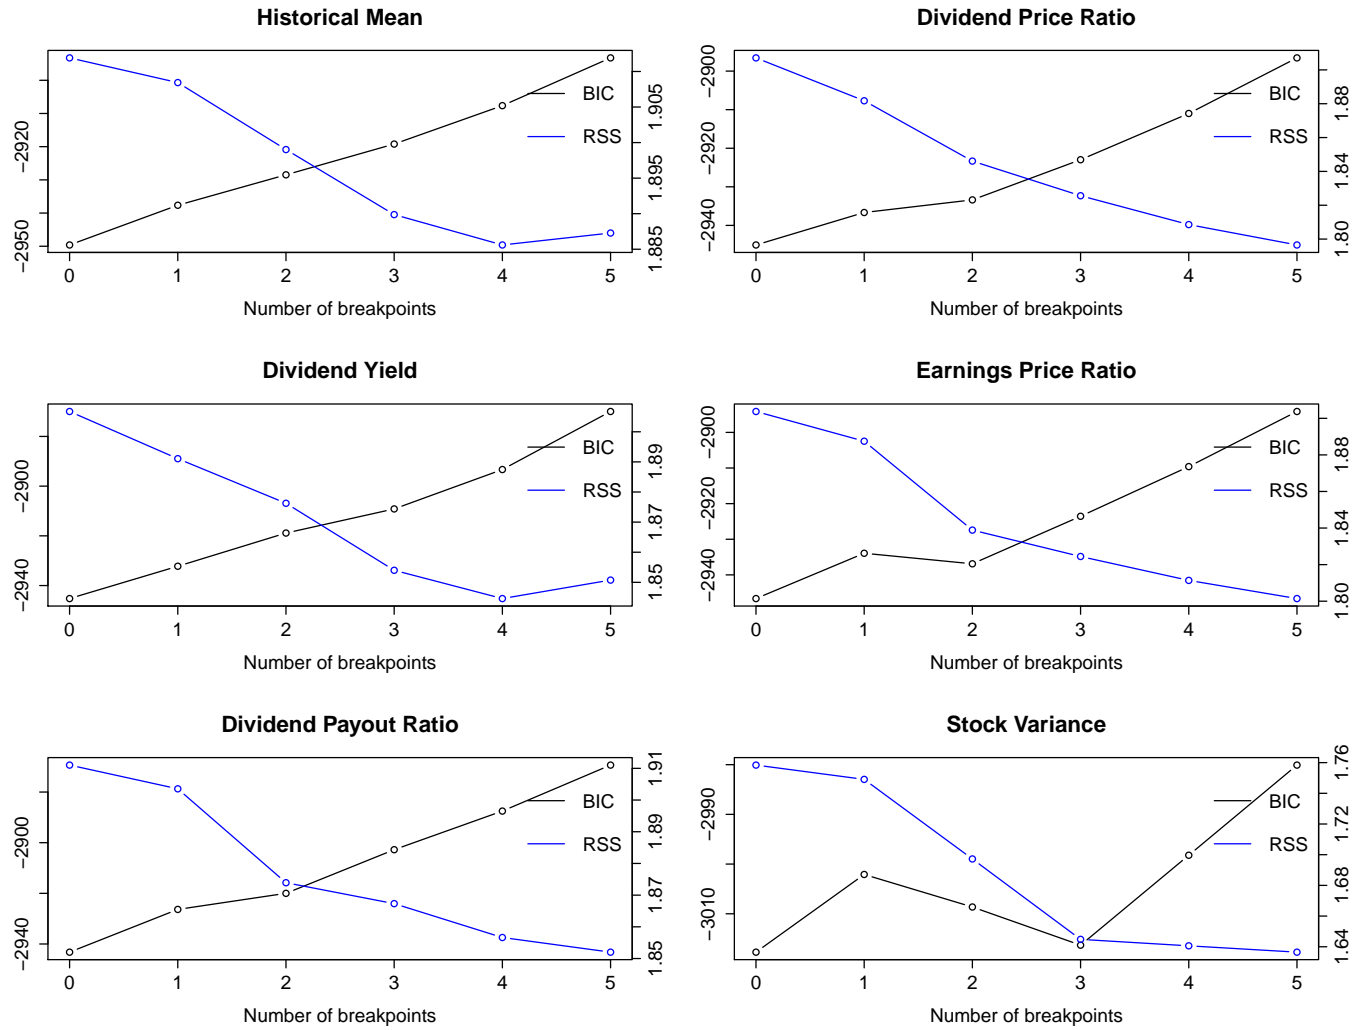 Historical Mean
−2950 −2920
1.885 1.895 1.905
BIC
RSS
0 1 2 3 4 5
Number of breakpoints
Dividend Price Ratio
−2940 −2920 −2900
1.80 1.84 1.88
BIC
RSS
0 1 2 3 4 5
Number of breakpoints
Dividend Yield
−2940 −2900
1.85 1.87 1.89
BIC
RSS
0 1 2 3 4 5
Number of breakpoints
Earnings Price Ratio
−2940 −2920 −2900
1.80 1.84 1.88
BIC
RSS
0 1 2 3 4 5
Number of breakpoints
Dividend Payout Ratio
−2940 −2900
1.85 1.87 1.89 1.91
BIC
RSS
0 1 2 3 4 5
Number of breakpoints
Stock Variance
−3010 −2990
1.64 1.68 1.72 1.76
BIC
RSS
0 1 2 3 4 5
Number of breakpoints